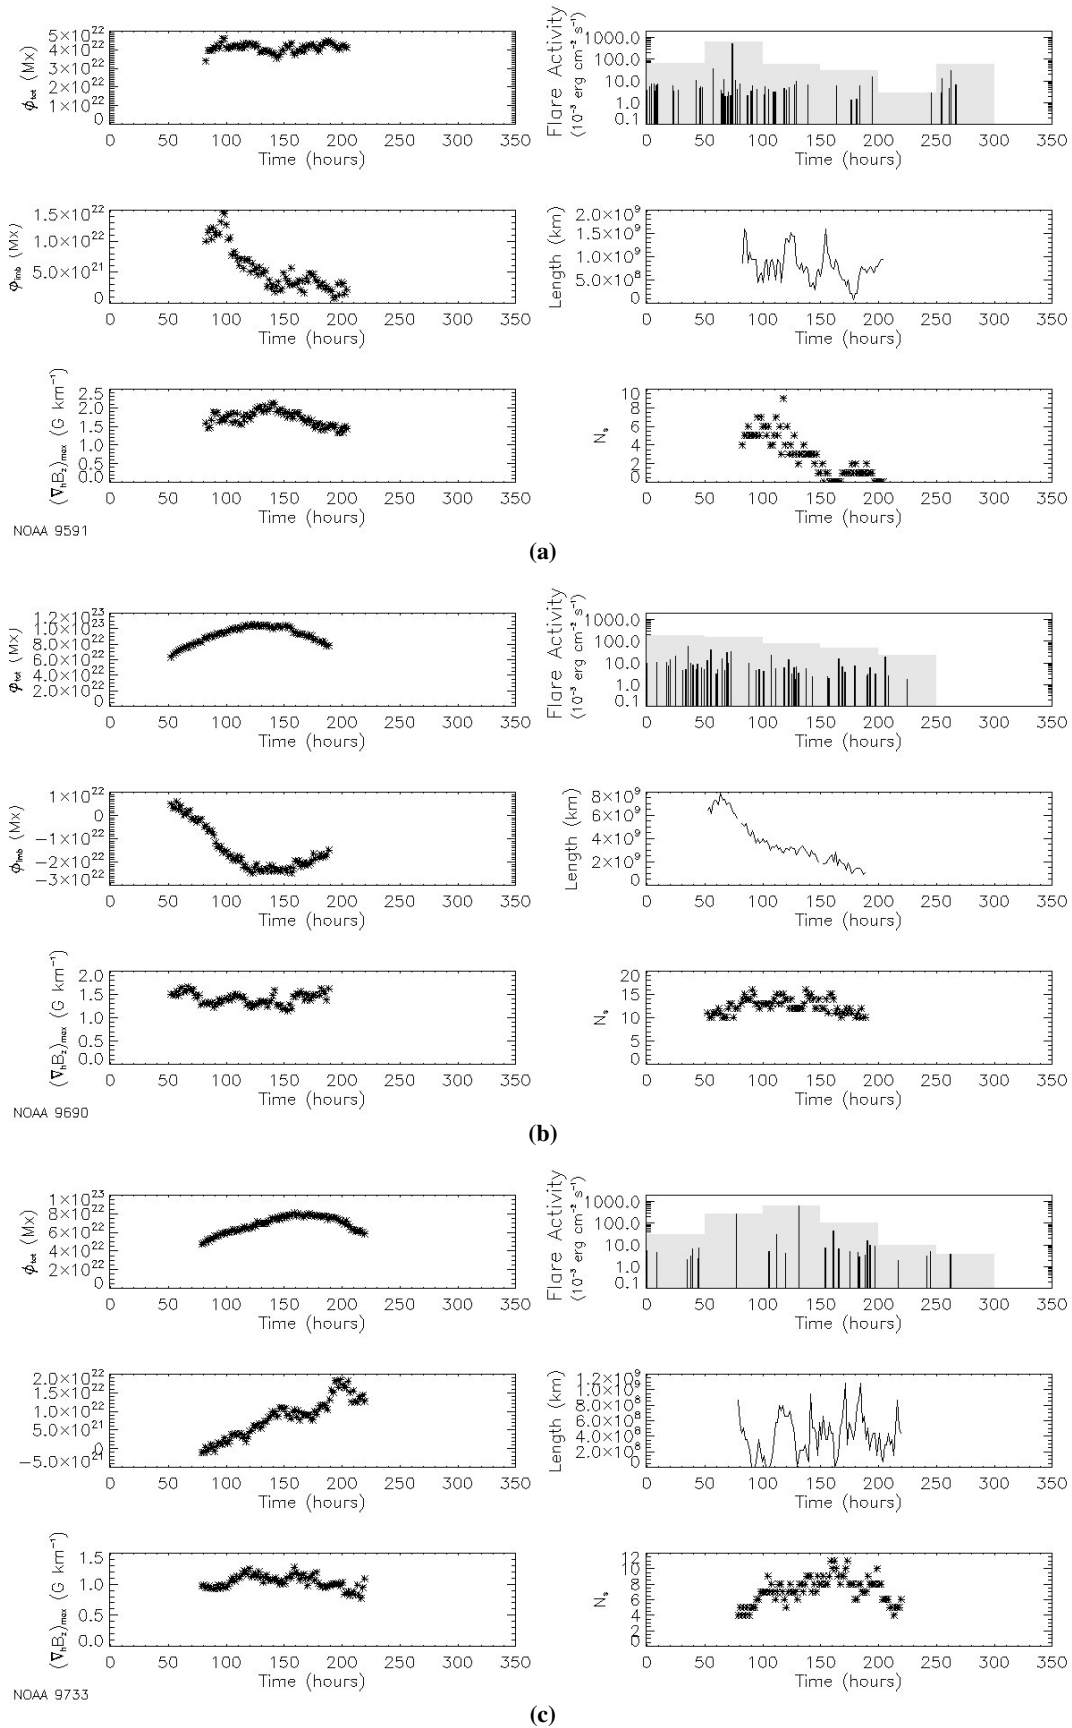 5×10²²
4×10²²
3×10²²
2×10²²
1×10²²
0
ϕtot (Mx)
0 50 100 150 200 250 300 350
Time (hours)
1000.0
100.0
10.0
1.0
0.1
Flare Activity
(10⁻³ erg cm⁻² s⁻¹)
0 50 100 150 200 250 300 350
Time (hours)
1.5×10²²
1.0×10²²
5.0×10²¹
0
ϕimb (Mx)
0 50 100 150 200 250 300 350
Time (hours)
2.0×10⁹
1.5×10⁹
1.0×10⁹
5.0×10⁸
0
Length (km)
0 50 100 150 200 250 300 350
Time (hours)
2.5
2.0
1.5
1.0
0.5
0.0
(∇hBz)max (G km⁻¹)
0 50 100 150 200 250 300 350
Time (hours)
10
8
6
4
2
0
Ns
0 50 100 150 200 250 300 350
Time (hours)
NOAA 9591
(a)
1.2×10²³
1.0×10²³
8.0×10²²
6.0×10²²
4.0×10²²
2.0×10²²
0
ϕtot (Mx)
0 50 100 150 200 250 300 350
Time (hours)
1000.0
100.0
10.0
1.0
0.1
Flare Activity
(10⁻³ erg cm⁻² s⁻¹)
0 50 100 150 200 250 300 350
Time (hours)
1×10²²
0
−1×10²²
−2×10²²
−3×10²²
ϕimb (Mx)
0 50 100 150 200 250 300 350
Time (hours)
8×10⁹
6×10⁹
4×10⁹
2×10⁹
0
Length (km)
0 50 100 150 200 250 300 350
Time (hours)
2.0
1.5
1.0
0.5
0.0
(∇hBz)max (G km⁻¹)
0 50 100 150 200 250 300 350
Time (hours)
20
15
10
5
0
Ns
0 50 100 150 200 250 300 350
Time (hours)
NOAA 9690
(b)
1×10²³
8×10²²
6×10²²
4×10²²
2×10²²
0
ϕtot (Mx)
0 50 100 150 200 250 300 350
Time (hours)
1000.0
100.0
10.0
1.0
0.1
Flare Activity
(10⁻³ erg cm⁻² s⁻¹)
0 50 100 150 200 250 300 350
Time (hours)
2.0×10²²
1.5×10²²
1.0×10²²
5.0×10²¹
0
−5.0×10²¹
0 50 100 150 200 250 300 350
Time (hours)
1.2×10⁹
1.0×10⁹
8.0×10⁸
6.0×10⁸
4.0×10⁸
2.0×10⁸
0
Length (km)
0 50 100 150 200 250 300 350
Time (hours)
1.5
1.0
0.5
0.0
(∇hBz)max (G km⁻¹)
0 50 100 150 200 250 300 350
Time (hours)
12
10
8
6
4
2
0
Ns
0 50 100 150 200 250 300 350
Time (hours)
NOAA 9733
(c)